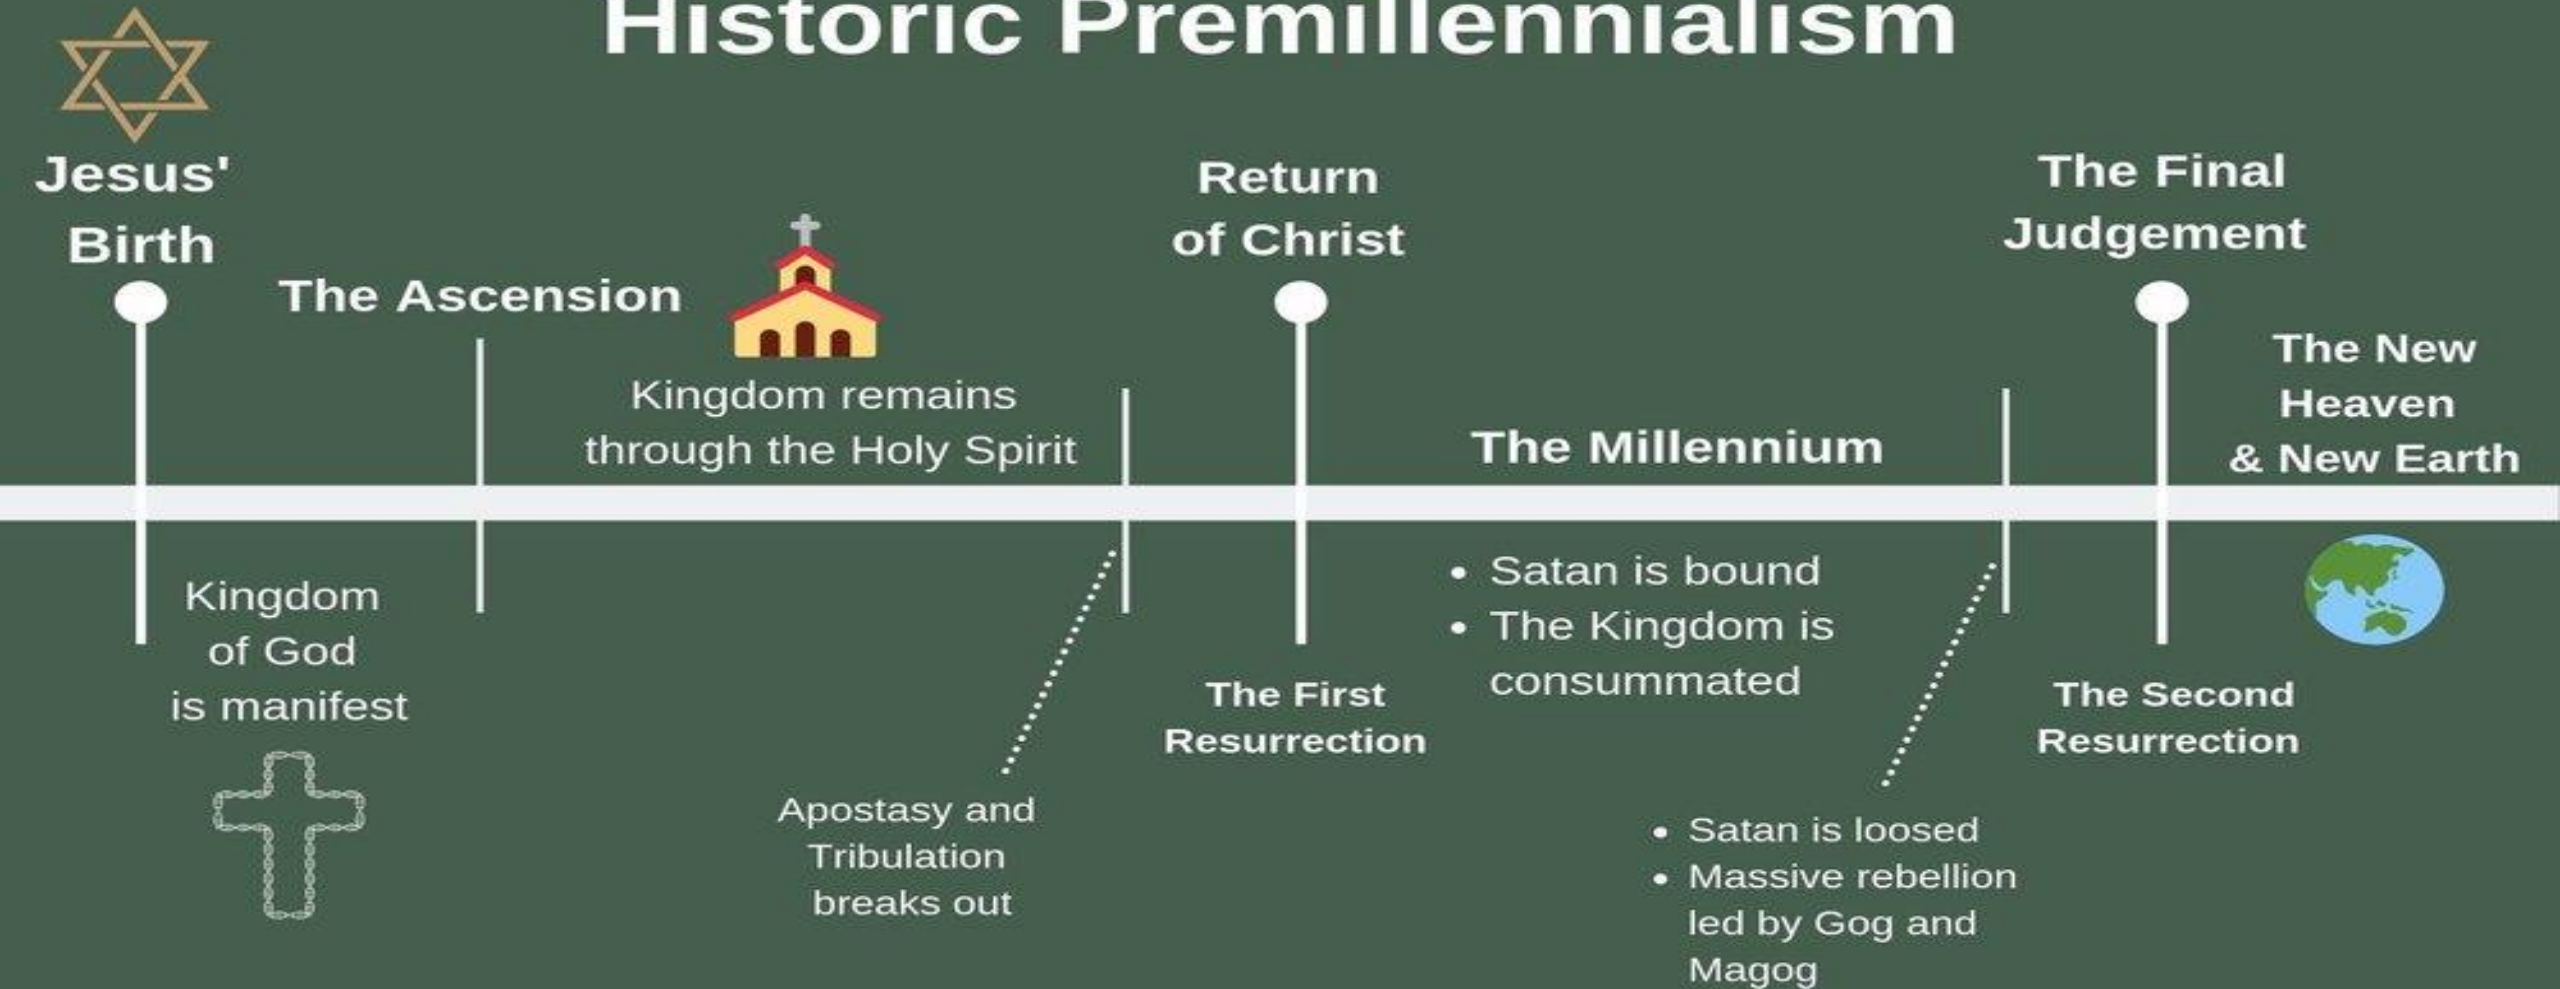 Historic Premillennialism
Jesus'
Birth
The Ascension
Kingdom remains
through the Holy Spirit
Return
of Christ
The Millennium
The Final
Judgement
The New
Heaven
& New Earth
Kingdom
of God
is manifest
Apostasy and
Tribulation
breaks out
The First
Resurrection
• Satan is bound
• The Kingdom is
consummated
• Satan is loosed
• Massive rebellion
led by Gog and
Magog
The Second
Resurrection